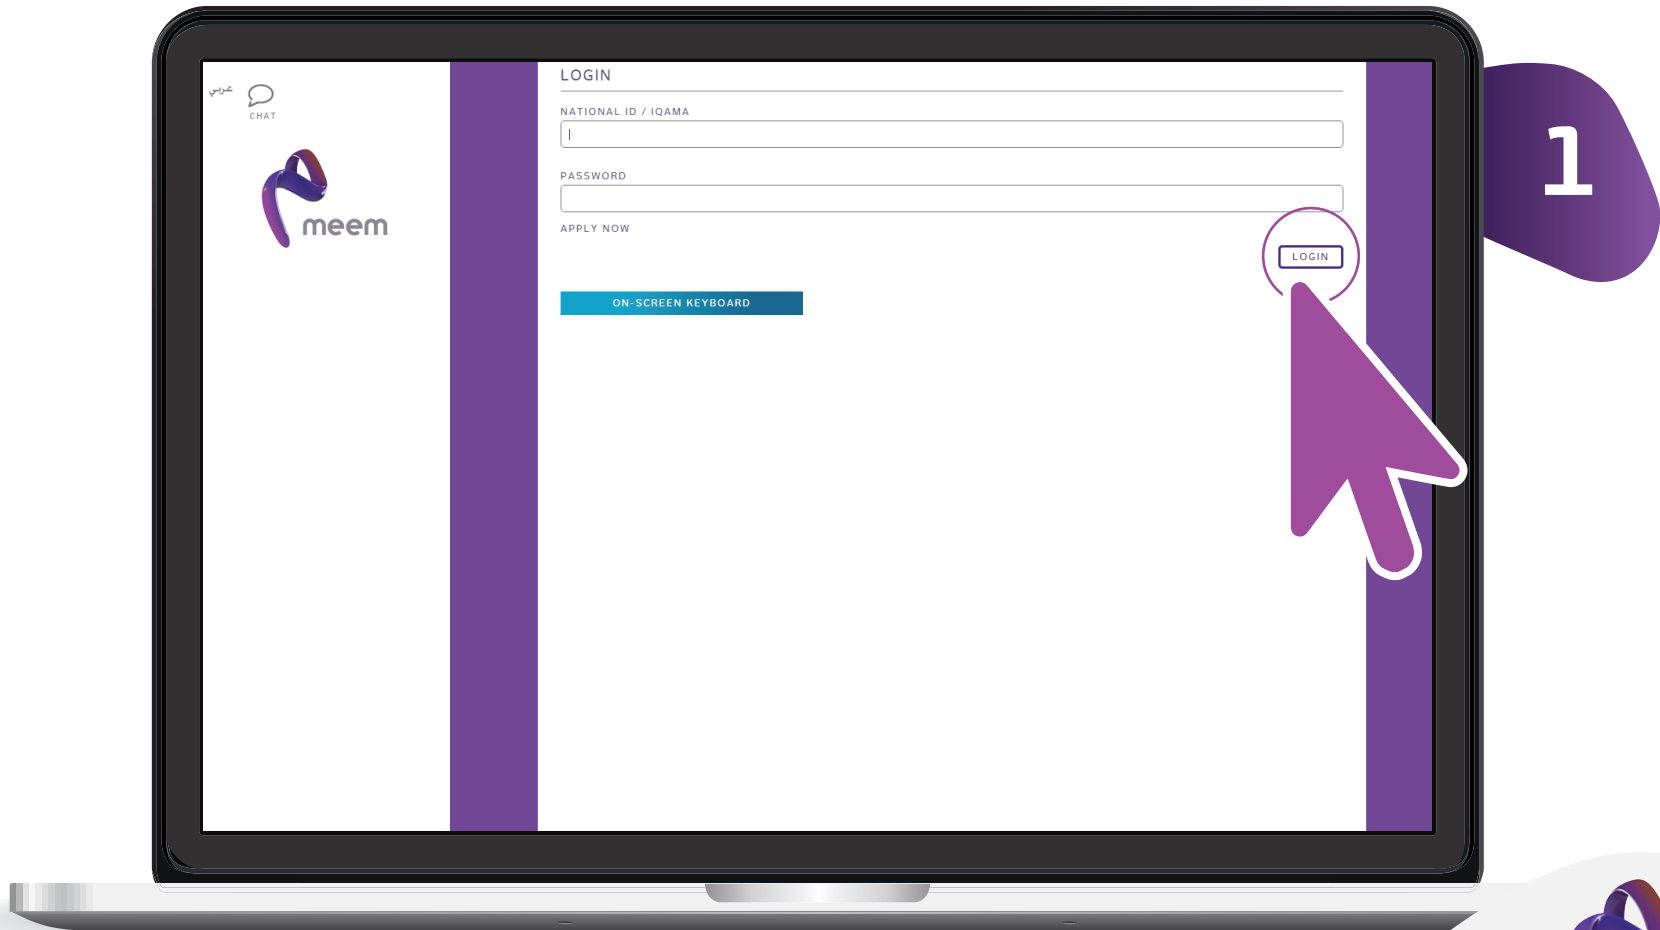 عربي
CHAT
meem
LOGIN
NATIONAL ID / IQAMA
PASSWORD
APPLY NOW
LOGIN
ON-SCREEN KEYBOARD
1